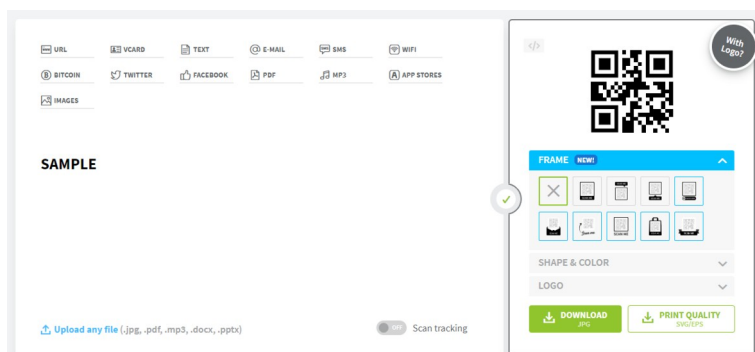 URL
VCARD
TEXT
E-MAIL
SMS
WIFI
BITCOIN
TWITTER
FACEBOOK
PDF
MP3
APP STORES
IMAGES
SAMPLE
Upload any file (.jpg, .pdf, .mp3, .docx, .pptx)
OFF
Scan tracking
</>
With
Logo?
FRAME NEW!
SCAN ME
SHAPE & COLOR
LOGO
DOWNLOAD
JPG
PRINT QUALITY
SVG/EPS